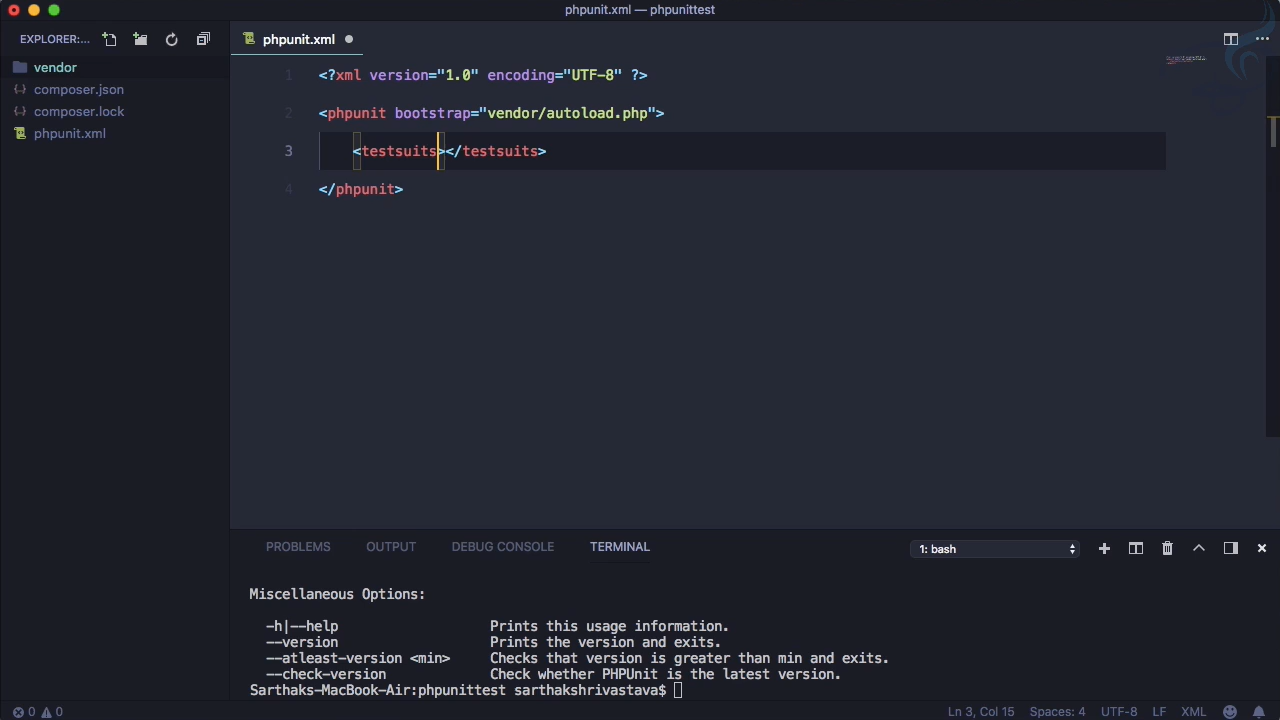 phpunit.xml — phpunittest
EXPLORER:...
phpunit.xml
vendor
composer.json
composer.lock
phpunit.xml
1 <?xml version="1.0" encoding="UTF-8" ?>
2 <phpunit bootstrap="vendor/autoload.php">
3 <testsuits></testsuits>
4 </phpunit>
PROBLEMS OUTPUT DEBUG CONSOLE TERMINAL 1: bash
Miscellaneous Options:
-h|--help Prints this usage information.
--version Prints the version and exits.
--atleast-version <min> Checks that version is greater than min and exits.
--check-version Check whether PHPUnit is the latest version.
Sarthaks-MacBook-Air:phpunittest sarthakshrivastava$
0 0 Ln 3, Col 15 Spaces: 4 UTF-8 LF XML